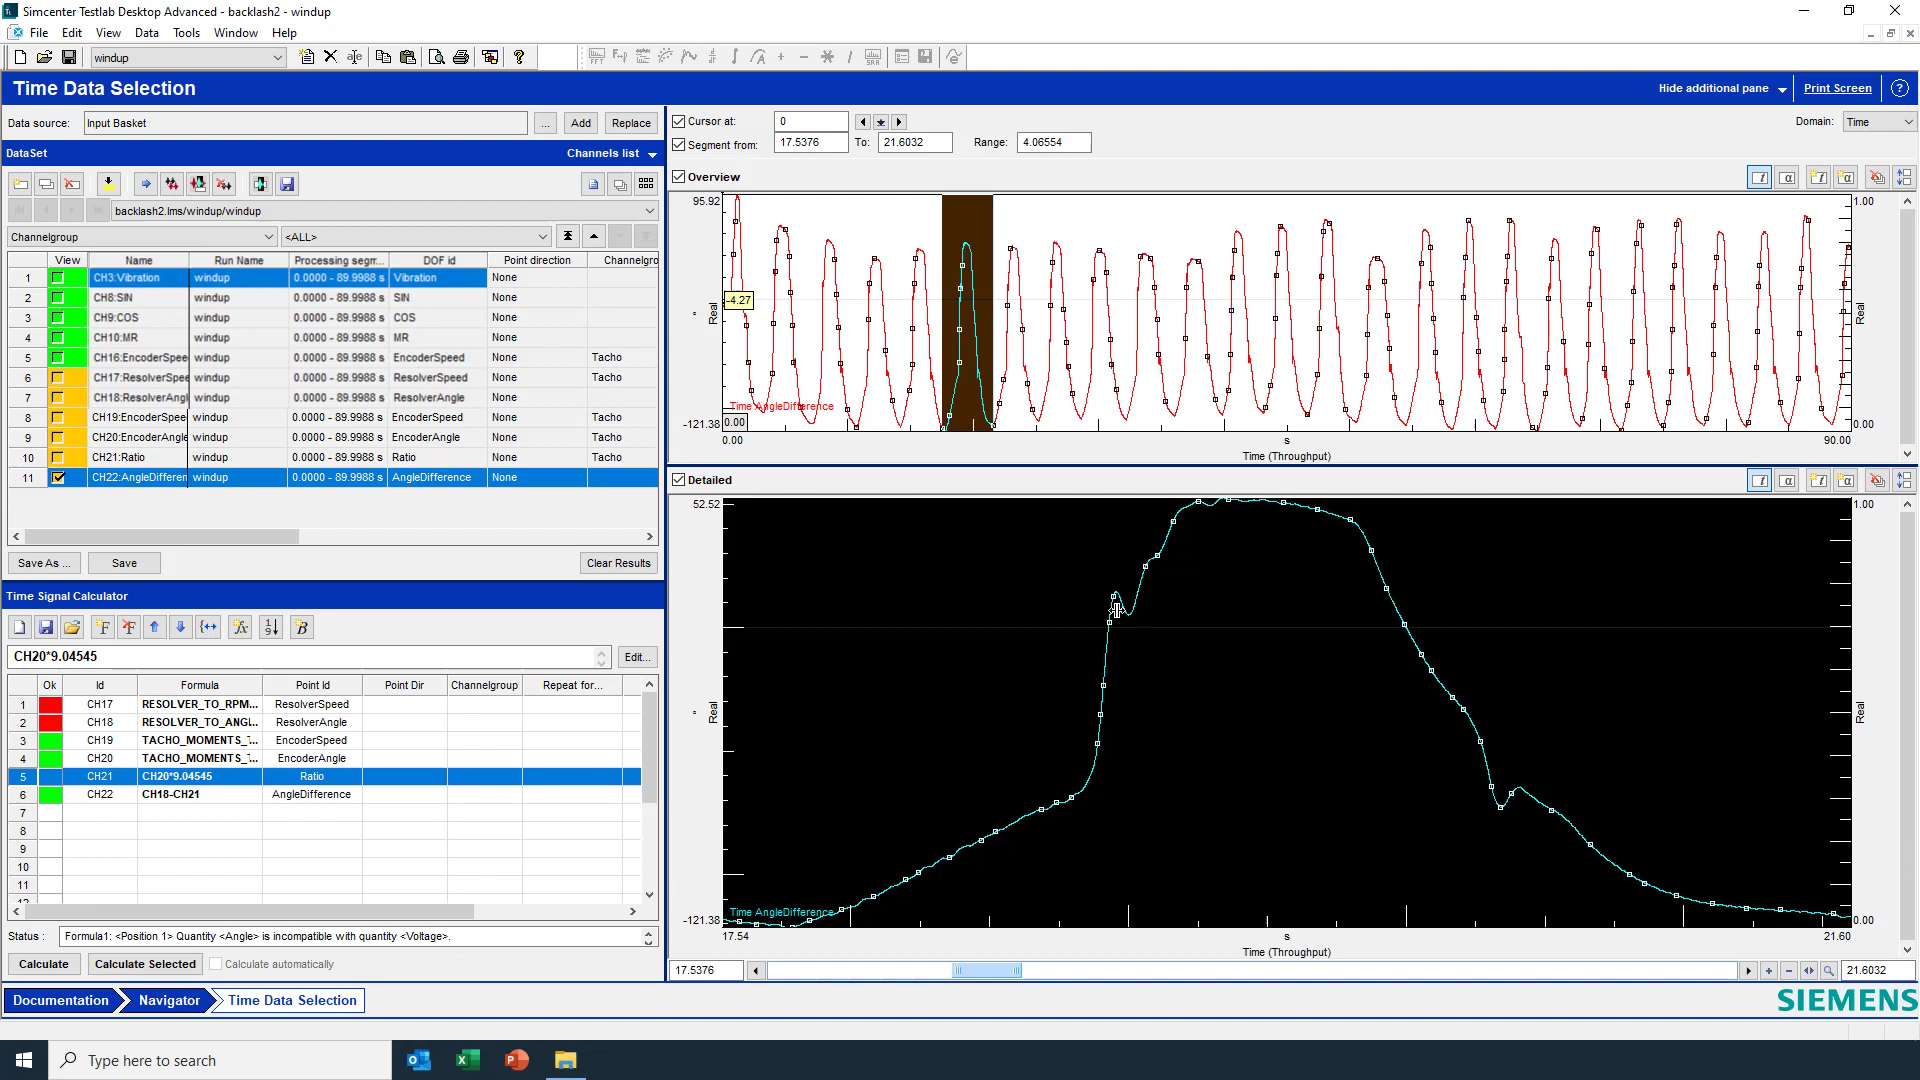 Simcenter Testlab Desktop Advanced - backlash2 - windup
File Edit View Data Tools Window Help
windup
Time Data Selection
Hide additional pane
Print Screen
Data source: Input Basket ... Add Replace
DataSet
Channels list
backlash2.lms/windup/windup
Channelgroup <ALL>
View Name Run Name Processing segm... DOF id Point direction Channelgro
1 CH3:Vibration windup 0.0000 - 89.9988 s Vibration None
2 CH8:SIN windup 0.0000 - 89.9988 s SIN None
3 CH9:COS windup 0.0000 - 89.9988 s COS None
4 CH10:MR windup 0.0000 - 89.9988 s MR None
5 CH16:EncoderSpee windup 0.0000 - 89.9988 s EncoderSpeed None Tacho
6 CH17:ResolverSpee windup 0.0000 - 89.9988 s ResolverSpeed None Tacho
7 CH18:ResolverAngl windup 0.0000 - 89.9988 s ResolverAngle None
8 CH19:EncoderSpee windup 0.0000 - 89.9988 s EncoderSpeed None Tacho
9 CH20:EncoderAngle windup 0.0000 - 89.9988 s EncoderAngle None Tacho
10 CH21:Ratio windup 0.0000 - 89.9988 s Ratio None Tacho
11 CH22:AngleDifferen windup 0.0000 - 89.9988 s AngleDifference None
Save As ... Save Clear Results
Time Signal Calculator
CH20*9.04545 Edit...
Ok Id Formula Point Id Point Dir Channelgroup Repeat for...
1 CH17 RESOLVER_TO_RPM... ResolverSpeed
2 CH18 RESOLVER_TO_ANGL... ResolverAngle
3 CH19 TACHO_MOMENTS_T... EncoderSpeed
4 CH20 TACHO_MOMENTS_T... EncoderAngle
5 CH21 CH20*9.04545 Ratio
6 CH22 CH18-CH21 AngleDifference
7
8
9
10
11
Status : Formula1: <Position 1> Quantity <Angle> is incompatible with quantity <Voltage>.
Calculate Calculate Selected Calculate automatically
Documentation Navigator Time Data Selection
Cursor at: 0
Domain: Time
Segment from: 17.5376 To: 21.6032 Range: 4.06554
Overview
95.92
1.00
-4.27
°
Real
Real
Time AngleDifference
-121.38
0.00
0.00
0.00
s
90.00
Time (Throughput)
Detailed
52.52
1.00
°
Real
Real
Time AngleDifference
-121.38
0.00
17.54
s
21.60
Time (Throughput)
17.5376
21.6032
SIEMENS
Type here to search